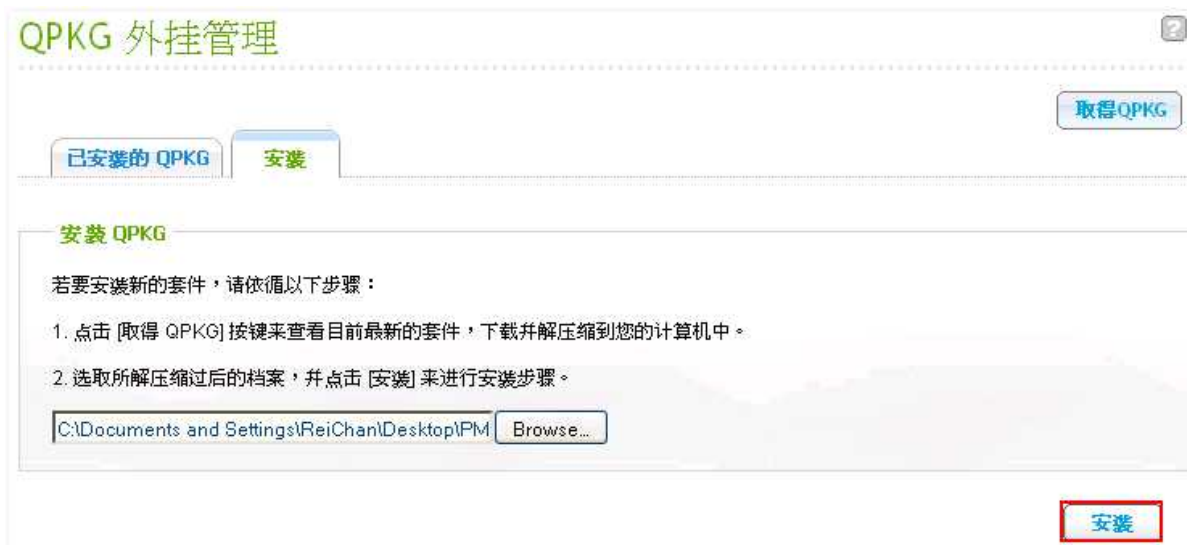 QPKG 外挂管理
?
取得QPKG
已安裝的 QPKG
安裝
安裝 QPKG
若要安裝新的套件，请依循以下步骤：
1. 点击 [取得 QPKG] 按键来查看目前最新的套件，下载并解压缩到您的计算机中。
2. 选取所解压缩过后的档案，并点击 [安裝] 来进行安裝步骤。
C:\Documents and Settings\ReiChan\Desktop\PM
Browse...
安裝